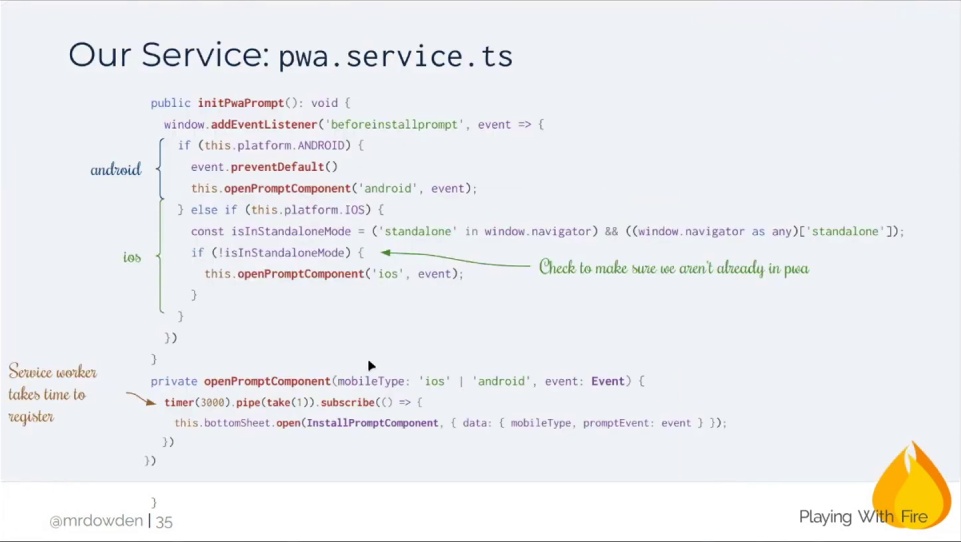 Our Service: pwa.service.ts
public initPwaPrompt(): void {
window.addEventListener('beforeinstallprompt', event => {
if (this.platform.ANDROID) {
android
event.preventDefault()
this.openPromptComponent('android', event);
} else if (this.platform.IOS) {
const isInStandaloneMode = ('standalone' in window.navigator) && ((window.navigator as any)['standalone']);
ios
if (!isInStandaloneMode) {
Check to make sure we aren't already in pwa
this.openPromptComponent('ios', event);
}
}
})
}
Service worker
takes time to
register
private openPromptComponent(mobileType: 'ios' | 'android', event: Event) {
timer(3000).pipe(take(1)).subscribe(() => {
this.bottomSheet.open(InstallPromptComponent, { data: { mobileType, promptEvent: event } });
})
})
}
@mrdowden | 35
Playing With Fire